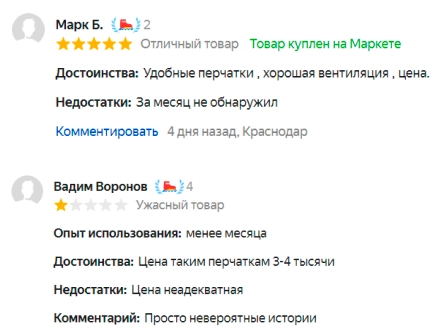 Марк Б. 2
Отличный товар Товар куплен на Маркете
Достоинства: Удобные перчатки , хорошая вентиляция , цена.
Недостатки: За месяц не обнаружил
Комментировать 4 дня назад, Краснодар
Вадим Воронов 4
Ужасный товар
Опыт использования: менее месяца
Достоинства: Цена таким перчаткам 3-4 тысячи
Недостатки: Цена неадекватная
Комментарий: Просто невероятные истории